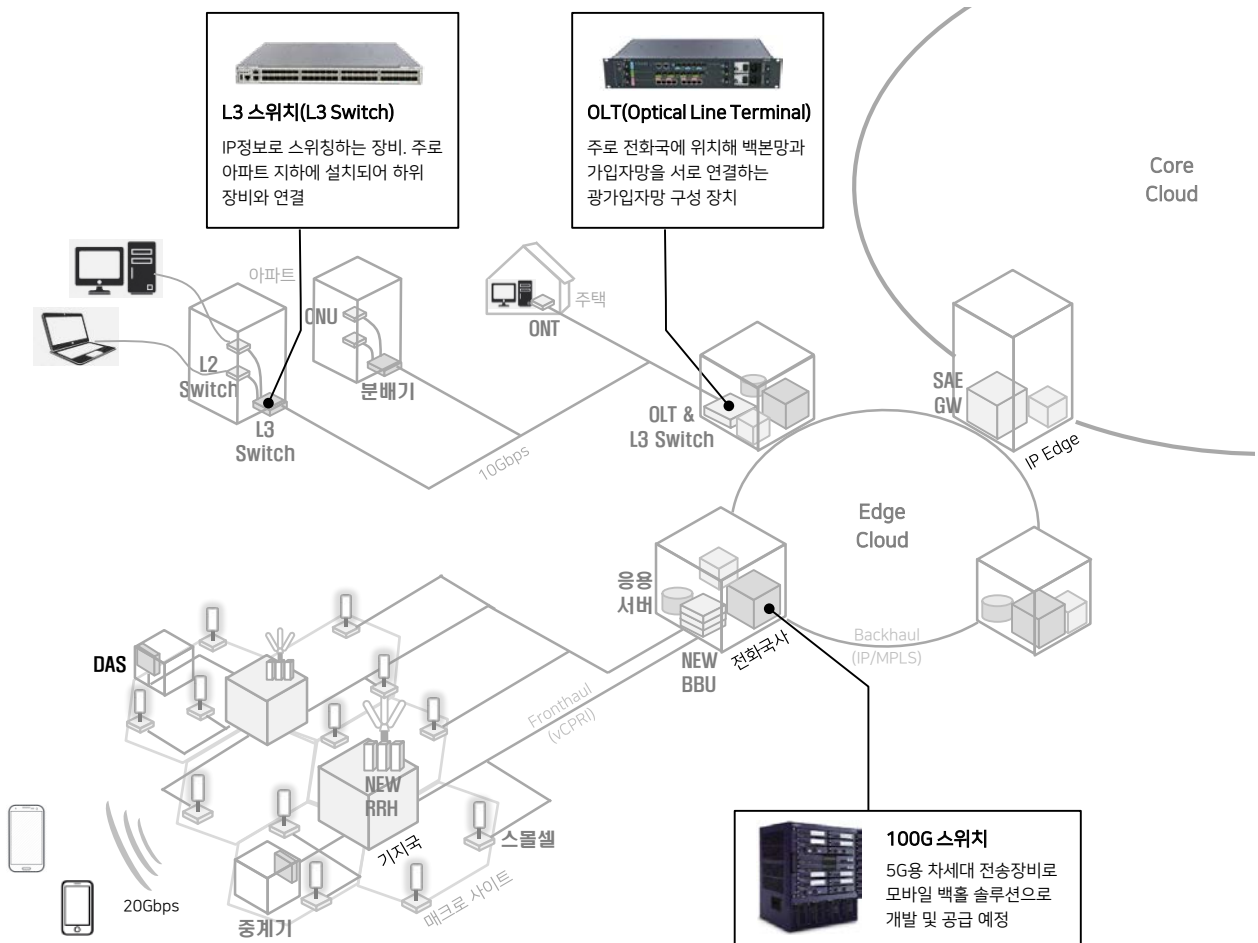 L3 스위치(L3 Switch)
IP정보로 스위칭하는 장비. 주로
아파트 지하에 설치되어 하위
장비와 연결
OLT(Optical Line Terminal)
주로 전화국에 위치해 백본망과
가입자망을 서로 연결하는
광가입자망 구성 장치
Core
Cloud
아파트
주택
ONU
ONT
L2
Switch
분배기
L3
Switch
10Gbps
OLT &
L3 Switch
SAE
GW
IP Edge
Edge
Cloud
응용
서버
NEW
BBU
전화국사
Backhaul
(IP/MPLS)
DAS
Fronthaul
(vCPRI)
NEW
RRH
기지국
스몰셀
매크로 사이트
중계기
20Gbps
100G 스위치
5G용 차세대 전송장비로
모바일 백홀 솔루션으로
개발 및 공급 예정